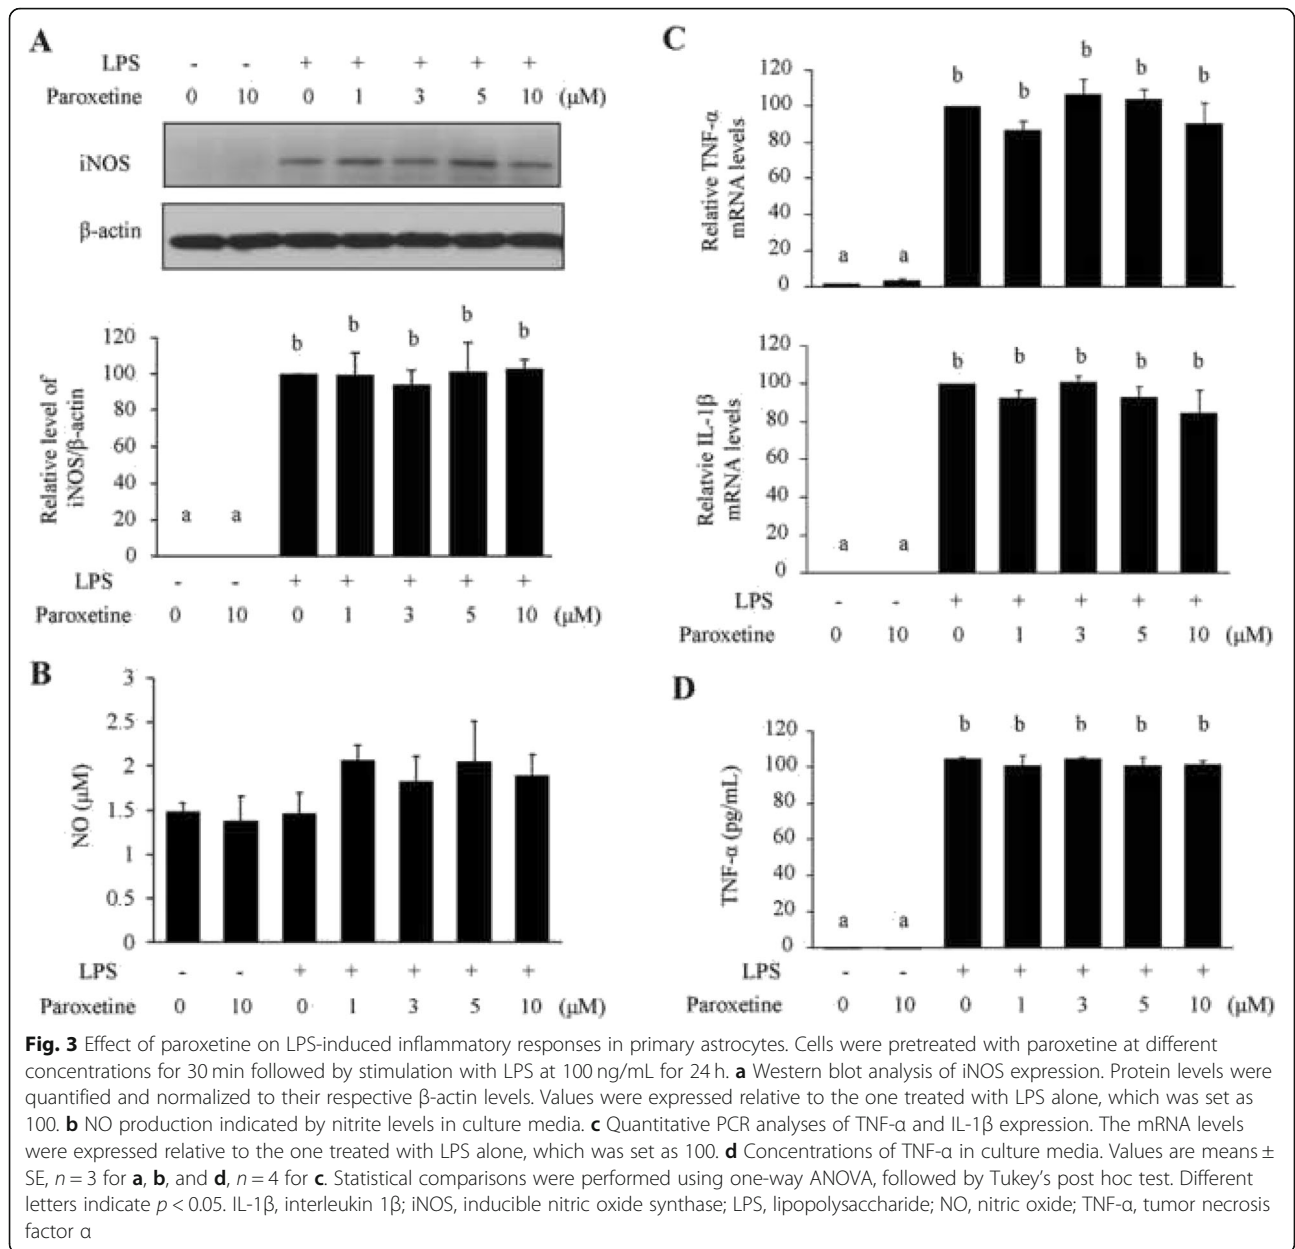 A
LPS - - + + + + +
Paroxetine 0 10 0 1 3 5 10 (μM)
iNOS
β-actin
Relative level of
iNOS/β-actin
120
100
80
60
40
20
0
a a b b b b b
LPS - - + + + + +
Paroxetine 0 10 0 1 3 5 10 (μM)
B
NO (μM)
3
2.5
2
1.5
1
0.5
0
LPS - - + + + + +
Paroxetine 0 10 0 1 3 5 10 (μM)
C
Relative TNF-α
mRNA levels
120
100
80
60
40
20
0
a a b b b b b
Relatvie IL-1β
mRNA levels
120
100
80
60
40
20
0
a a b b b b b
LPS - - + + + + +
Paroxetine 0 10 0 1 3 5 10 (μM)
D
TNF-α (pg/mL)
120
100
80
60
40
20
0
a a b b b b b
LPS - - + + + + +
Paroxetine 0 10 0 1 3 5 10 (μM)
Fig. 3 Effect of paroxetine on LPS-induced inflammatory responses in primary astrocytes. Cells were pretreated with paroxetine at different
concentrations for 30 min followed by stimulation with LPS at 100 ng/mL for 24 h. a Western blot analysis of iNOS expression. Protein levels were
quantified and normalized to their respective β-actin levels. Values were expressed relative to the one treated with LPS alone, which was set as
100. b NO production indicated by nitrite levels in culture media. c Quantitative PCR analyses of TNF-α and IL-1β expression. The mRNA levels
were expressed relative to the one treated with LPS alone, which was set as 100. d Concentrations of TNF-α in culture media. Values are means ±
SE, n = 3 for a, b, and d, n = 4 for c. Statistical comparisons were performed using one-way ANOVA, followed by Tukey's post hoc test. Different
letters indicate p < 0.05. IL-1β, interleukin 1β; iNOS, inducible nitric oxide synthase; LPS, lipopolysaccharide; NO, nitric oxide; TNF-α, tumor necrosis
factor α